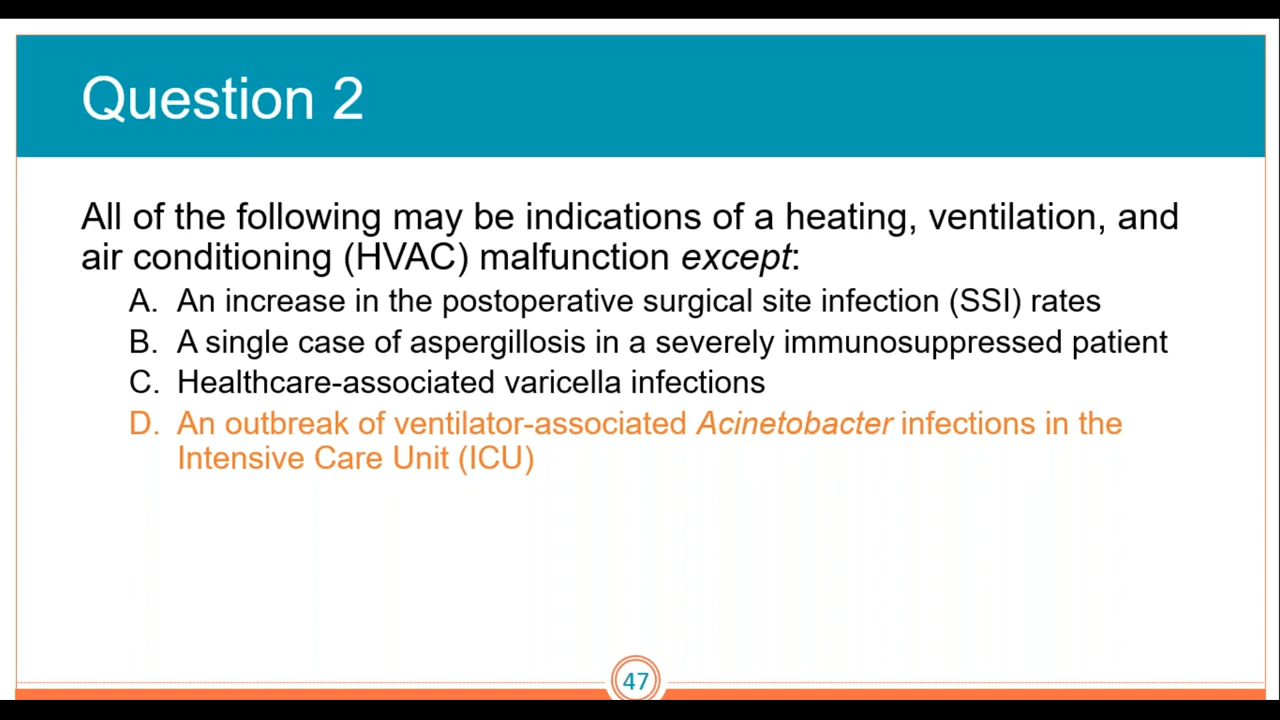 Question 2
All of the following may be indications of a heating, ventilation, and
air conditioning (HVAC) malfunction except:
A. An increase in the postoperative surgical site infection (SSI) rates
B. A single case of aspergillosis in a severely immunosuppressed patient
C. Healthcare-associated varicella infections
D. An outbreak of ventilator-associated Acinetobacter infections in the
Intensive Care Unit (ICU)
47